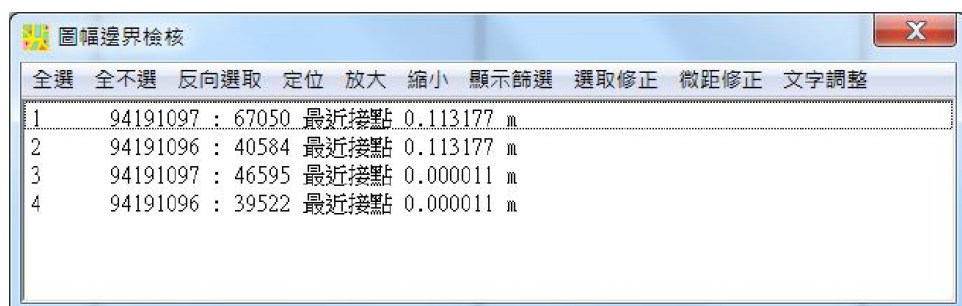 圖幅邊界檢核
全選 全不選 反向選取 定位 放大 縮小 顯示篩選 選取修正 微距修正 文字調整
1 94191097 : 67050 最近接點 0.113177 m
2 94191096 : 40584 最近接點 0.113177 m
3 94191097 : 46595 最近接點 0.000011 m
4 94191096 : 39522 最近接點 0.000011 m